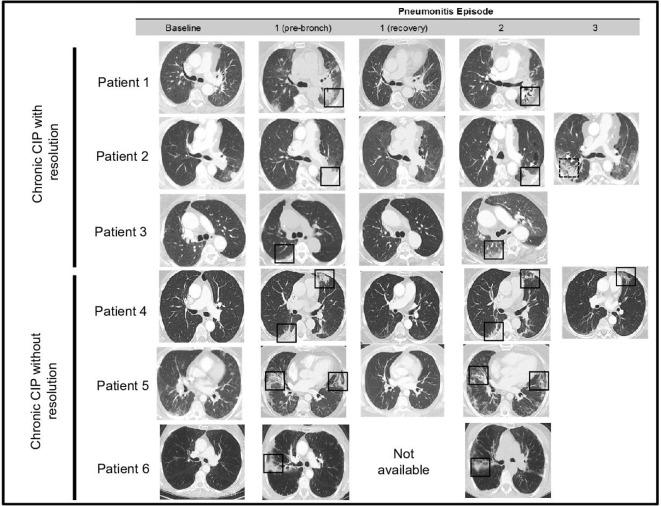 Pneumonitis Episode
Baseline 1 (pre-bronch) 1 (recovery) 2 3
Chronic CIP with
resolution
Patient 1
Patient 2
Patient 3
Chronic CIP without
resolution
Patient 4
Patient 5
Patient 6
Not
available